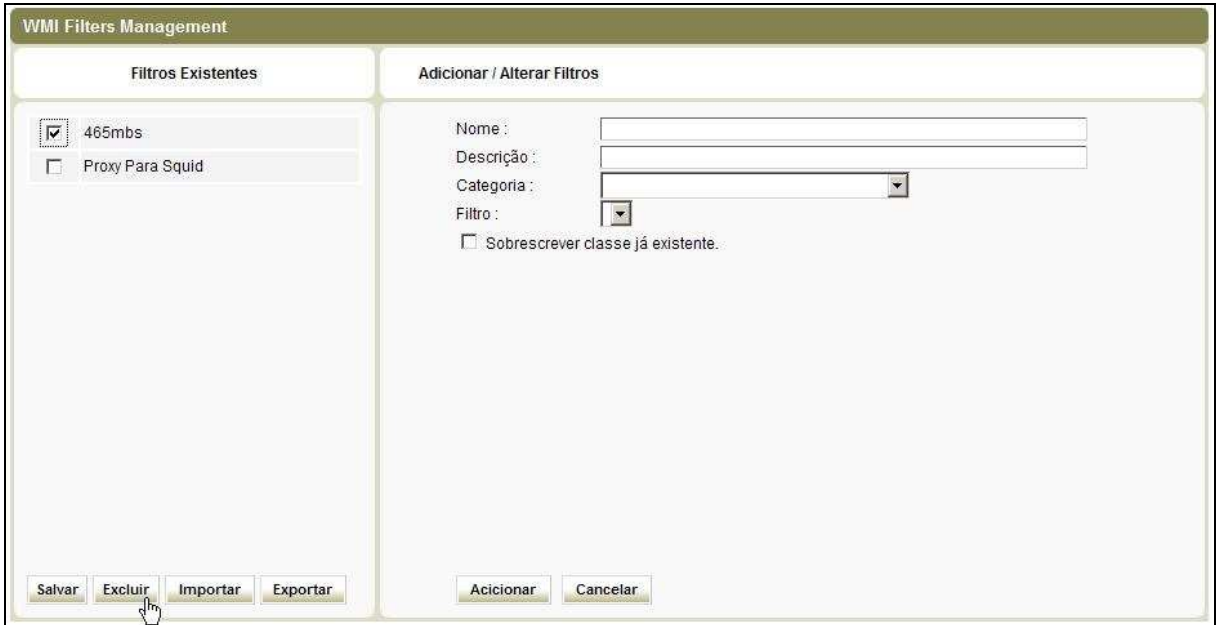 WMI Filters Management
Filtros Existentes
Adicionar / Alterar Filtros
465mbs
Proxy Para Squid
Nome :
Descrição :
Categoria :
Filtro :
Sobrescrever classe já existente.
Salvar Excluir Importar Exportar
Acicionar Cancelar